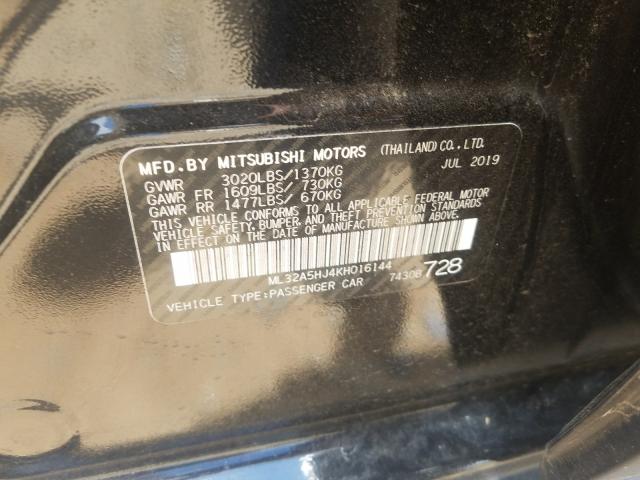 MFD.BY MITSUBISHI MOTORS (THAILAND) CO., LTD.
JUL 2019
GVWR 3020LBS/1370KG
GAWR FR 1609LBS/ 730KG
GAWR RR 1477LBS/ 670KG
THIS VEHICLE CONFORMS TO ALL APPLICABLE FEDERAL MOTOR
VEHICLE SAFETY, BUMPER, AND THEFT PREVENTION STANDARDS
IN EFFECT ON THE DATE OF MANUFACTURE SHOWN ABOVE.
ML32A5HJ4KH016144
VEHICLE TYPE:PASSENGER CAR 74308 728